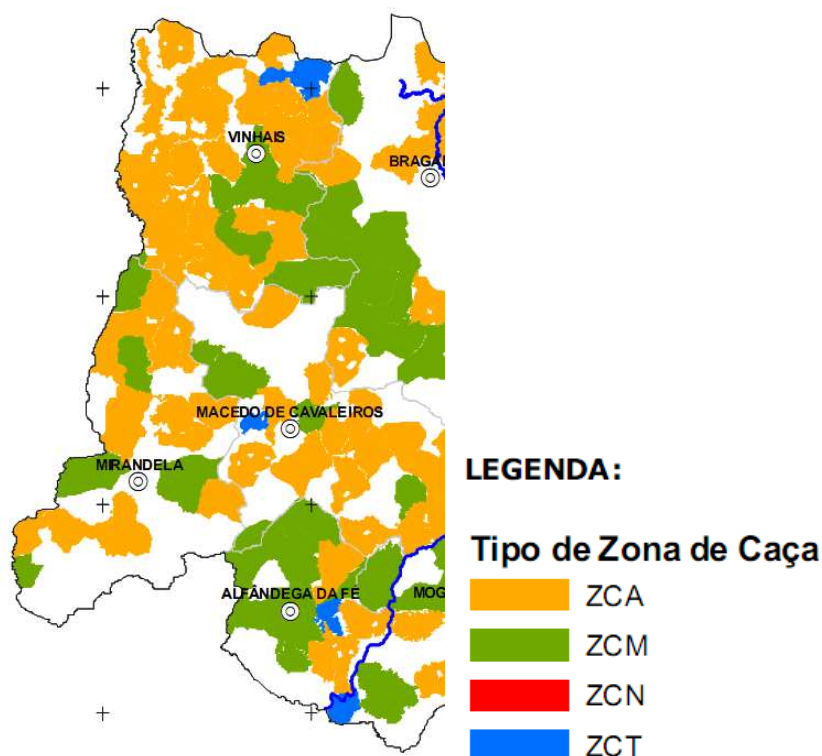 VINHAIS
BRAGA
MACEDO DE CAVALEIROS
MIRANDELA
ALFÂNDEGA DA FÉ
MOG
LEGENDA:
Tipo de Zona de Caça
ZCA
ZCM
ZCN
ZCT